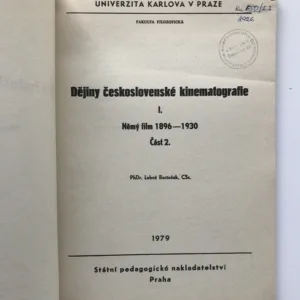 UNIVERZITA KARLOVA V PRAZE
FAKULTA FILOSOFICKÁ
Dějiny československé kinematografie
I.
Němý film 1896—1930
Část 2.
PhDr. Luboš Bartošek, CSc.
1979
Státní pedagogické nakladatelství
Praha